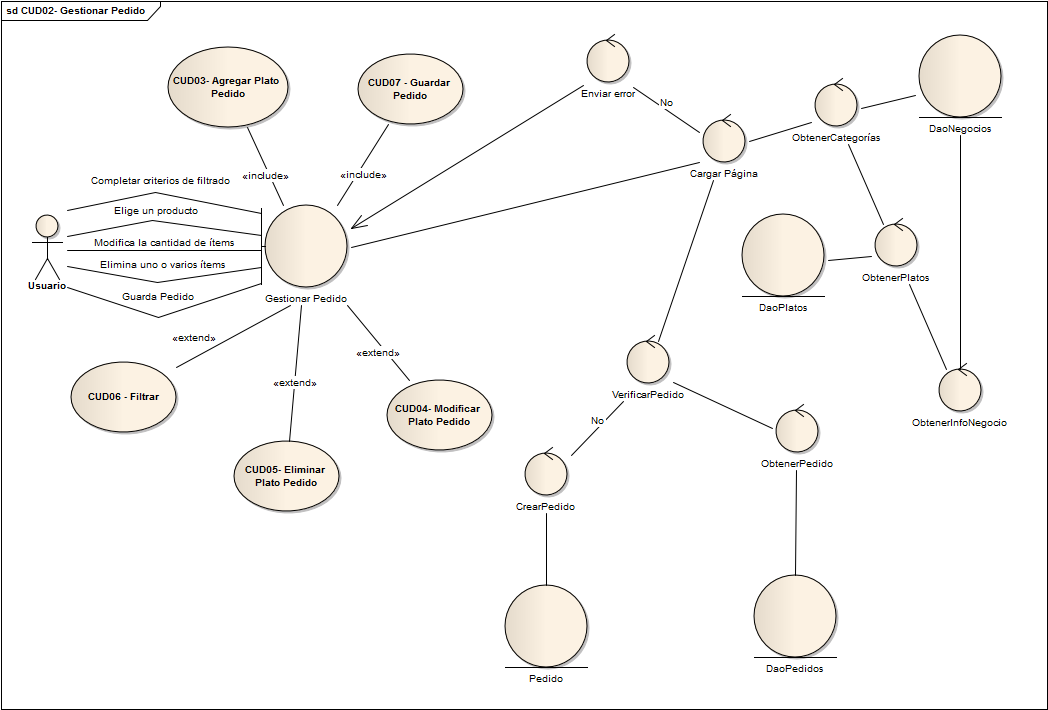 sd CUD02- Gestionar Pedido
CUD03- Agregar Plato
Pedido
CUD07 - Guardar
Pedido
Enviar error
No
Cargar Página
ObtenerCategorías
DaoNegocios
«include»
«include»
Completar criterios de filtrado
Elige un producto
Modifica la cantidad de ítems
Elimina uno o varios ítems
Guarda Pedido
Usuario
Gestionar Pedido
ObtenerPlatos
DaoPlatos
«extend»
«extend»
«extend»
CUD06 - Filtrar
CUD04- Modificar
Plato Pedido
CUD05- Eliminar
Plato Pedido
VerificarPedido
No
ObtenerInfoNegocio
ObtenerPedido
CrearPedido
Pedido
DaoPedidos